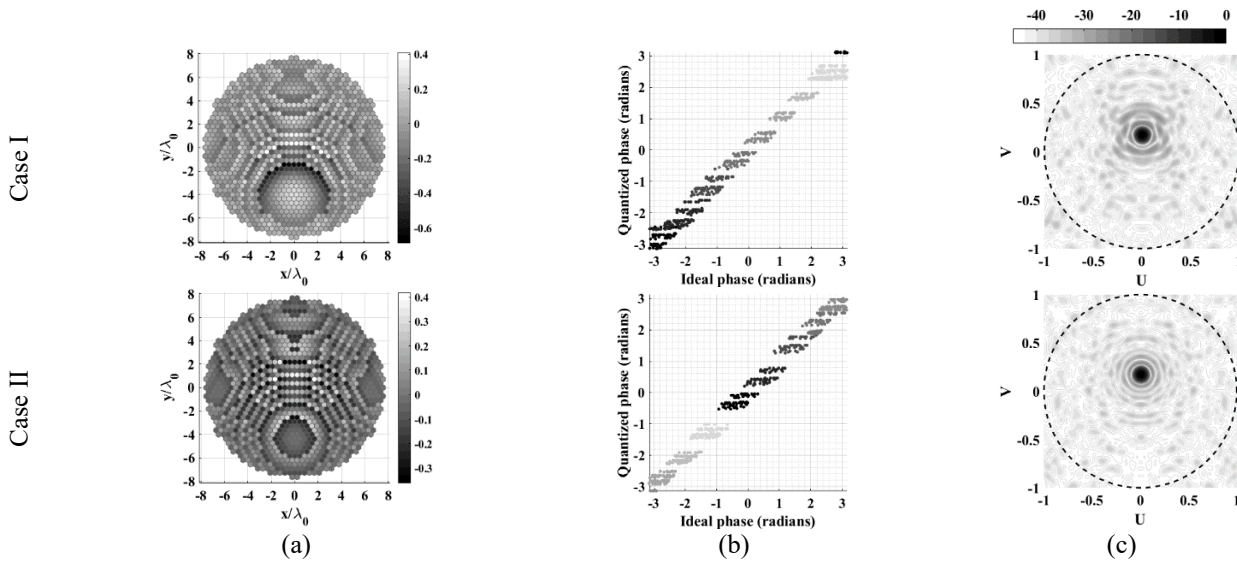 -40 -30 -20 -10 0
Case I
8
6
4
2
0
-2
-4
-6
-8
y/λ0
-8 -6 -4 -2 0 2 4 6 8
x/λ0
0.4
0.2
0
-0.2
-0.4
-0.6
Quantized phase (radians)
3
2
1
0
-1
-2
-3
-3 -2 -1 0 1 2 3
Ideal phase (radians)
V
1
0.5
0
-0.5
-1
-1 -0.5 0 0.5 1
U
Case II
8
6
4
2
0
-2
-4
-6
-8
y/λ0
-8 -6 -4 -2 0 2 4 6 8
x/λ0
0.4
0.3
0.2
0.1
0
-0.1
-0.2
-0.3
Quantized phase (radians)
3
2
1
0
-1
-2
-3
-3 -2 -1 0 1 2 3
Ideal phase (radians)
V
1
0.5
0
-0.5
-1
-1 -0.5 0 0.5 1
U
(a) (b) (c)